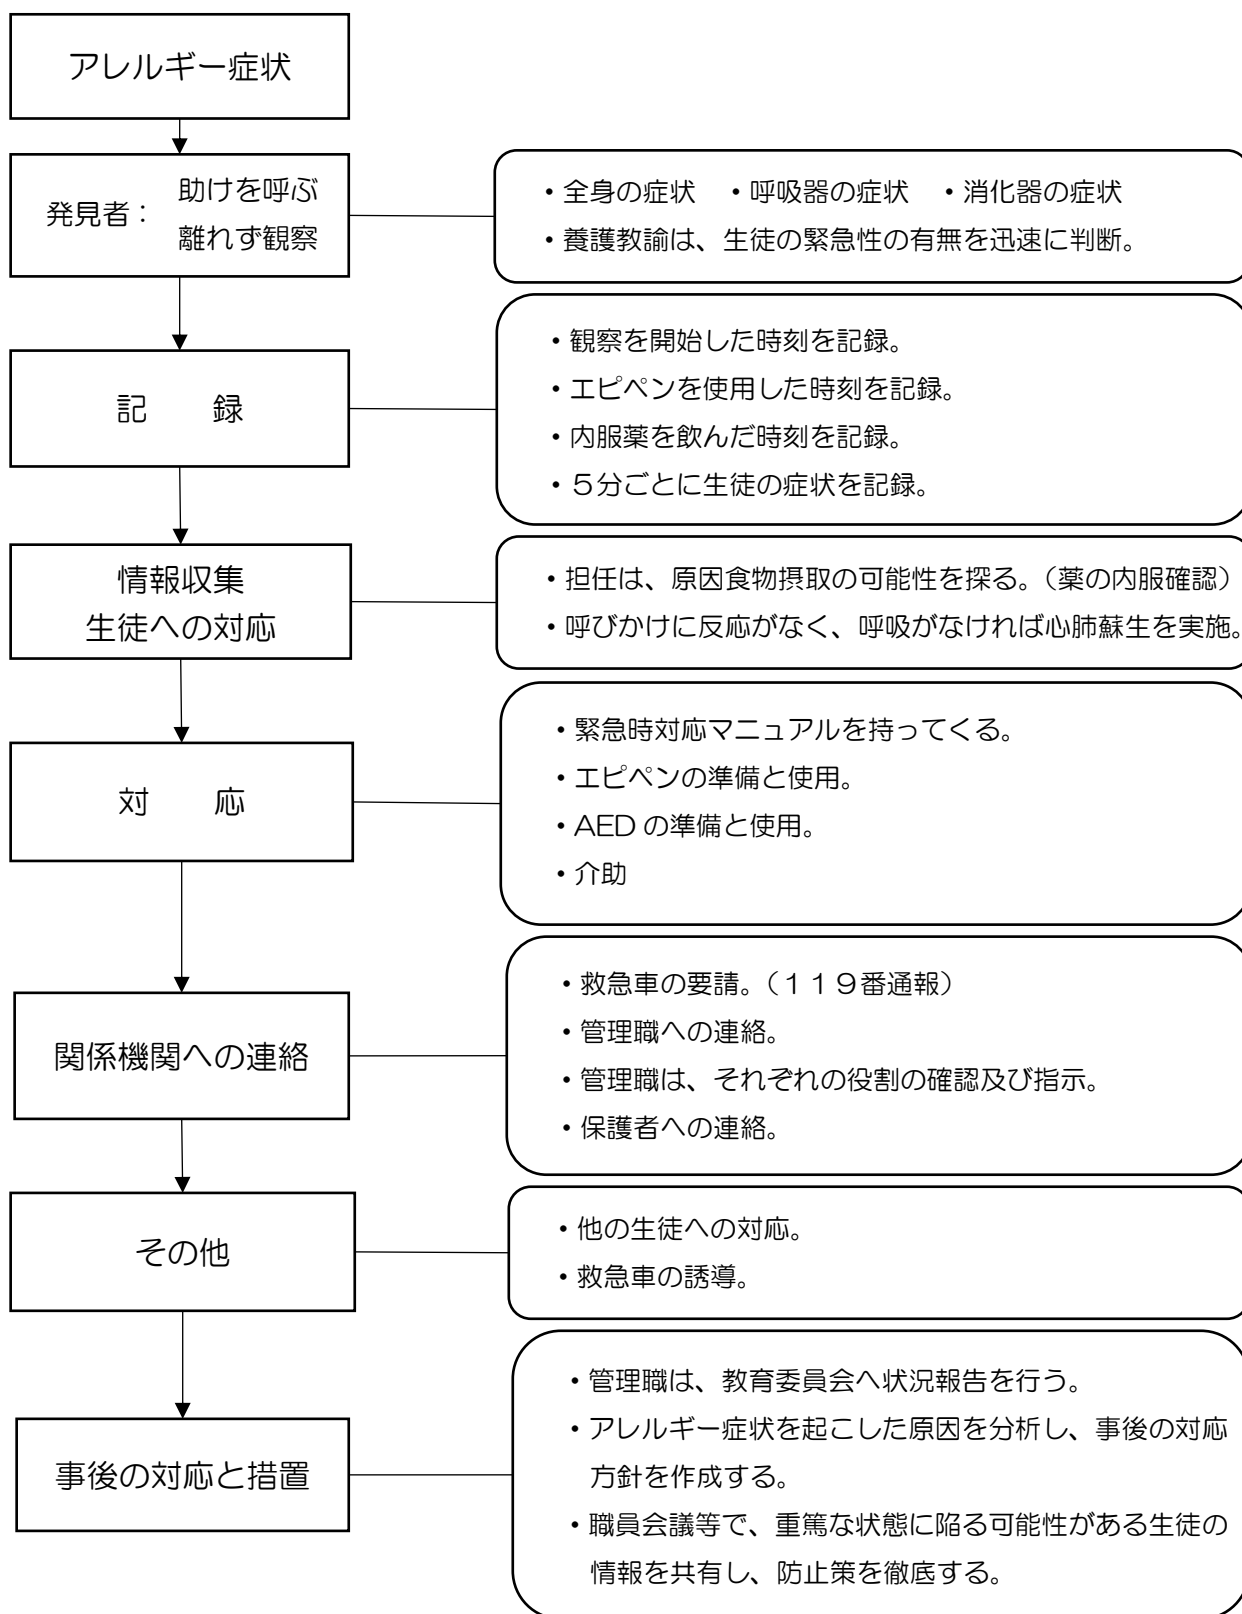 アレルギー症状
発見者： 助けを呼ぶ
離れず観察
・全身の症状　・呼吸器の症状　・消化器の症状
・養護教諭は、生徒の緊急性の有無を迅速に判断。
記　　録
・観察を開始した時刻を記録。
・エピペンを使用した時刻を記録。
・内服薬を飲んだ時刻を記録。
・５分ごとに生徒の症状を記録。
情報収集
生徒への対応
・担任は、原因食物摂取の可能性を探る。（薬の内服確認）
・呼びかけに反応がなく、呼吸がなければ心肺蘇生を実施。
対　　応
・緊急時対応マニュアルを持ってくる。
・エピペンの準備と使用。
・AED の準備と使用。
・介助
関係機関への連絡
・救急車の要請。（１１９番通報）
・管理職への連絡。
・管理職は、それぞれの役割の確認及び指示。
・保護者への連絡。
その他
・他の生徒への対応。
・救急車の誘導。
事後の対応と措置
・管理職は、教育委員会へ状況報告を行う。
・アレルギー症状を起こした原因を分析し、事後の対応
方針を作成する。
・職員会議等で、重篤な状態に陥る可能性がある生徒の
情報を共有し、防止策を徹底する。